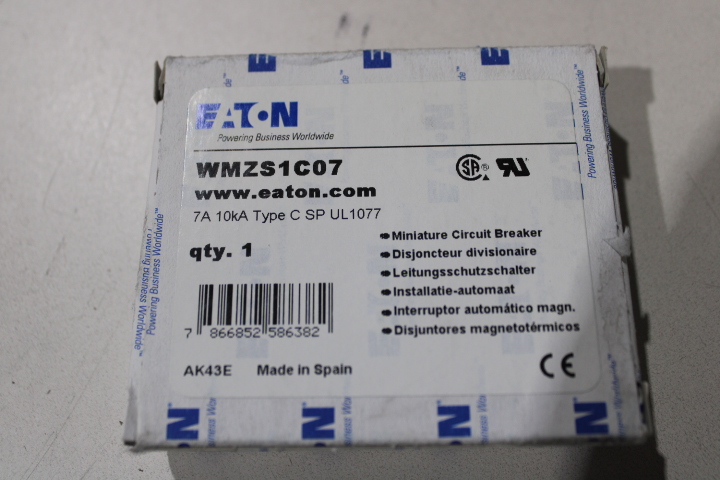 EATON
Powering Business Worldwide
WMZS1C07
www.eaton.com
7A 10kA Type C SP UL1077
qty. 1
Miniature Circuit Breaker
Disjoncteur divisionaire
Leitungsschutzschalter
Installatie-automaat
Interruptor automático magn.
Disjuntores magnetotérmicos
7 866852 586382
AK43E Made in Spain
CE
Powering Business Worldwide"
Powering Business Worldwide"